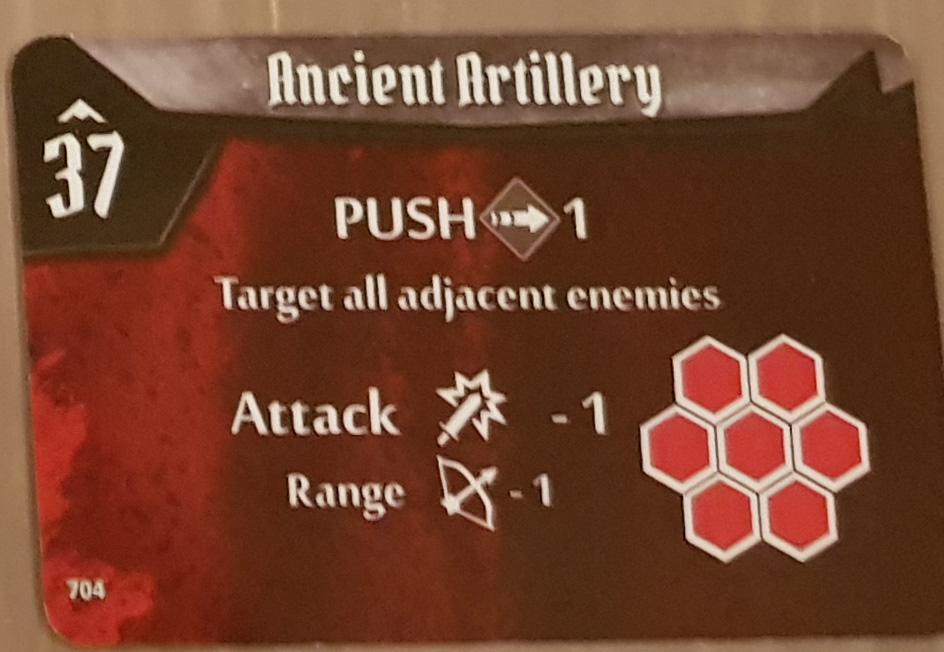 Ancient Artillery
37
PUSH 1
Target all adjacent enemies
Attack - 1
Range - 1
704